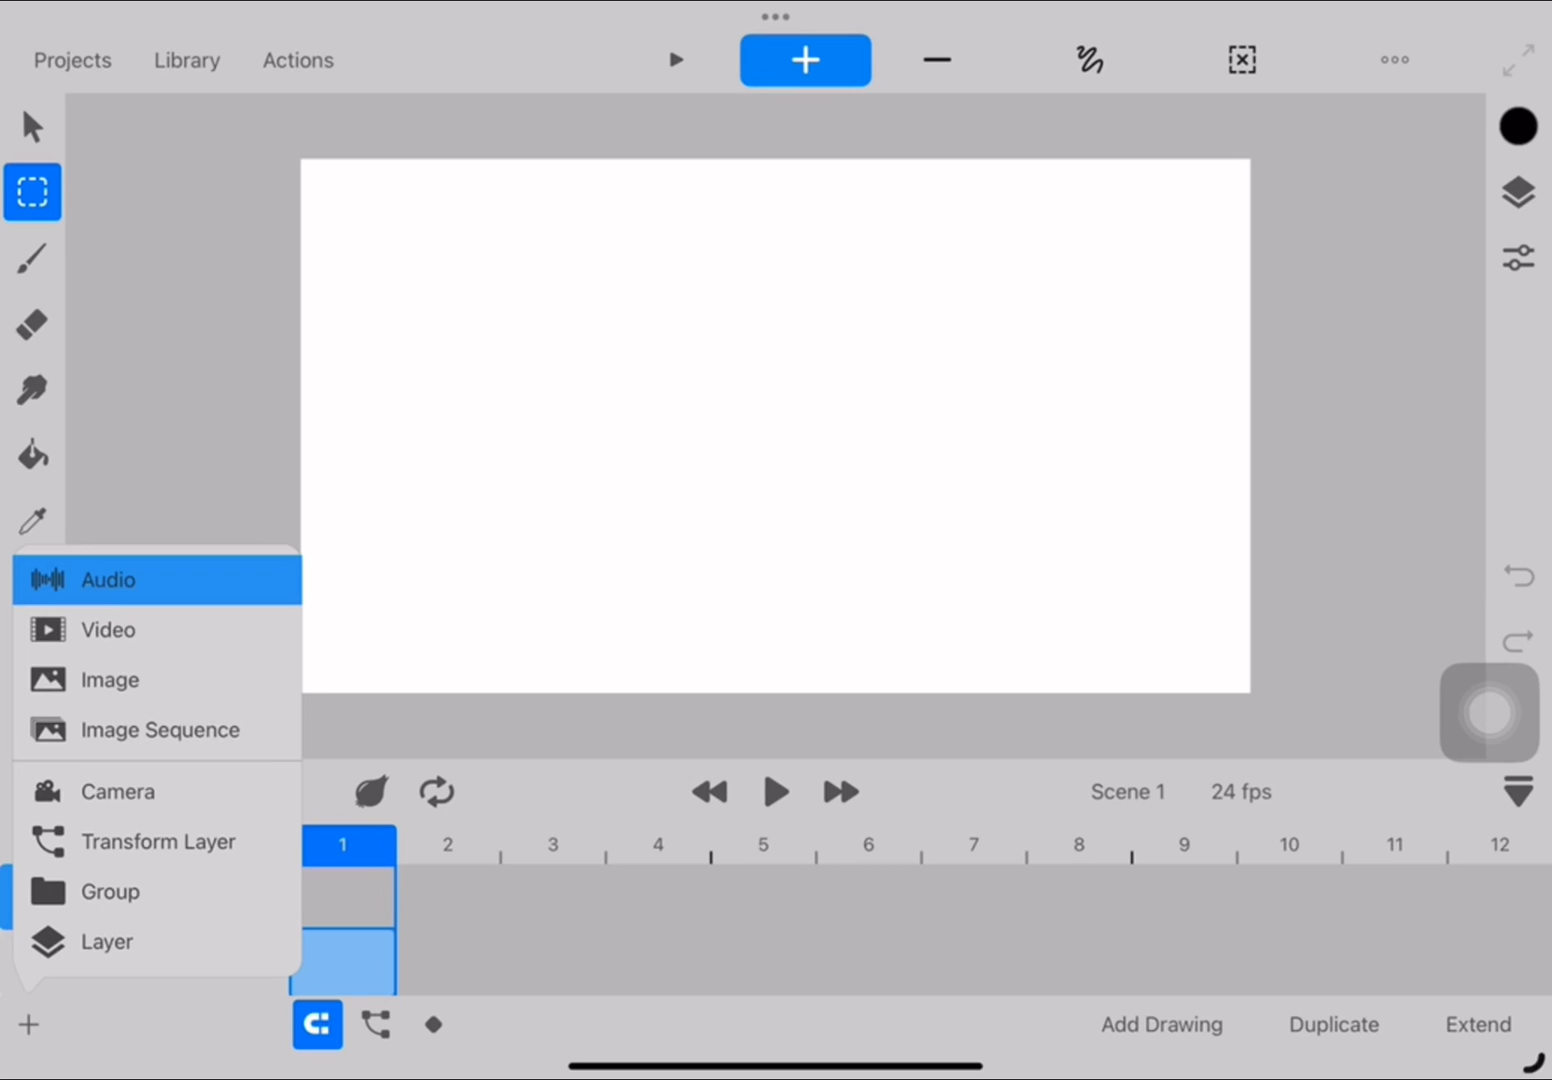 Projects Library Actions
Audio
Video
Image
Image Sequence
Camera
Transform Layer
Group
Layer
Scene 1 24 fps
1 2 3 4 5 6 7 8 9 10 11 12
Add Drawing Duplicate Extend